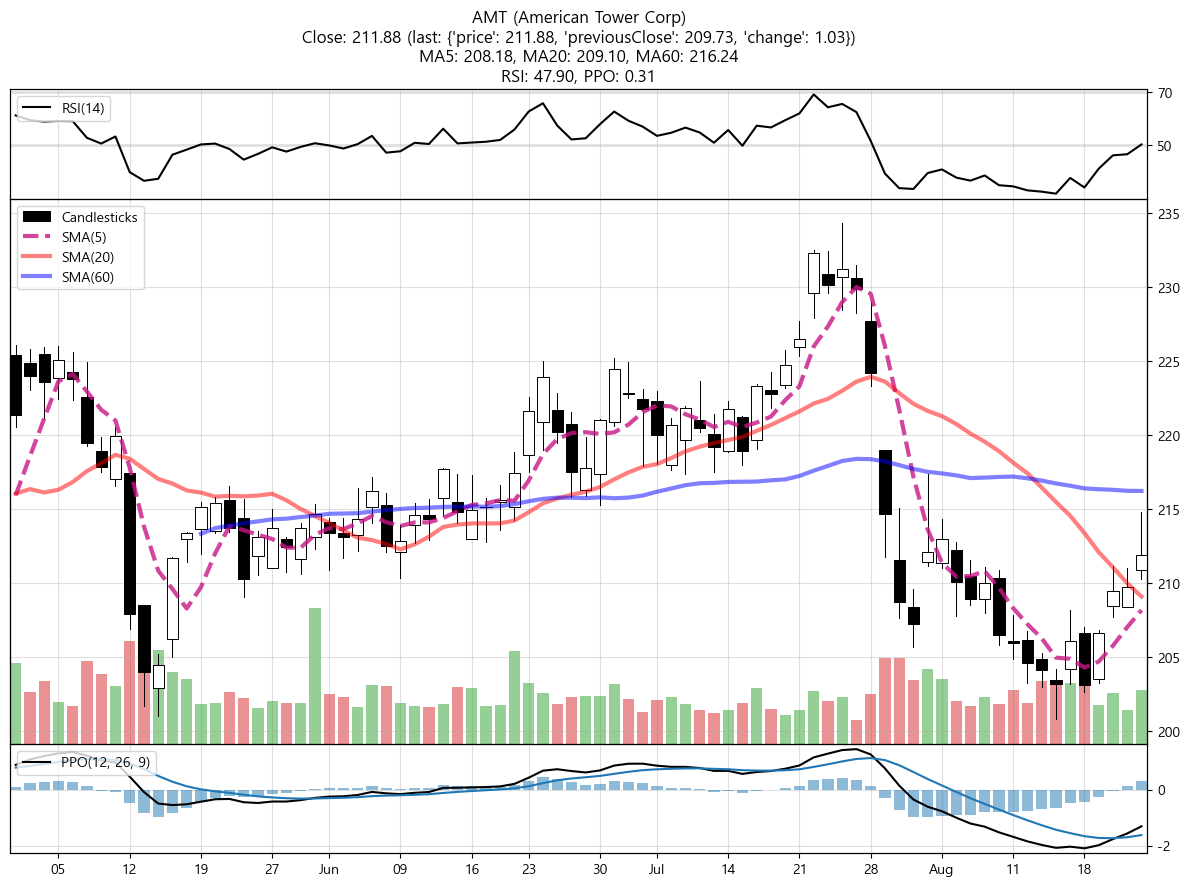 AMT (American Tower Corp)
Close: 211.88 (last: {'price': 211.88, 'previousClose': 209.73, 'change': 1.03})
MA5: 208.18, MA20: 209.10, MA60: 216.24
RSI: 47.90, PPO: 0.31
RSI(14)
70
50
Candlesticks
SMA(5)
SMA(20)
SMA(60)
235
230
225
220
215
210
205
200
PPO(12, 26, 9)
0
-2
05 12 19 27 Jun 09 16 23 30 Jul 14 21 28 Aug 11 18